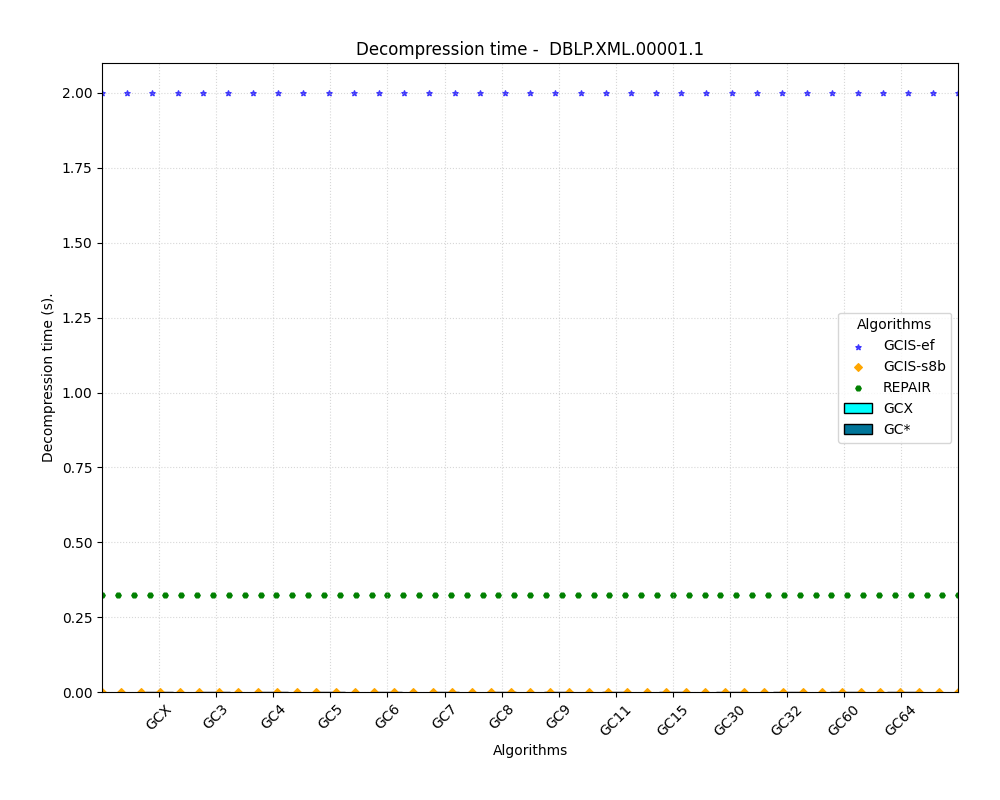 Decompression time -  DBLP.XML.00001.1
2.00
1.75
1.50
1.25
1.00
0.75
0.50
0.25
0.00
Decompression time (s).
Algorithms
GCIS-ef
GCIS-s8b
REPAIR
GCX
GC*
GCX
GC3
GC4
GC5
GC6
GC7
GC8
GC9
GC11
GC15
GC30
GC32
GC60
GC64
Algorithms